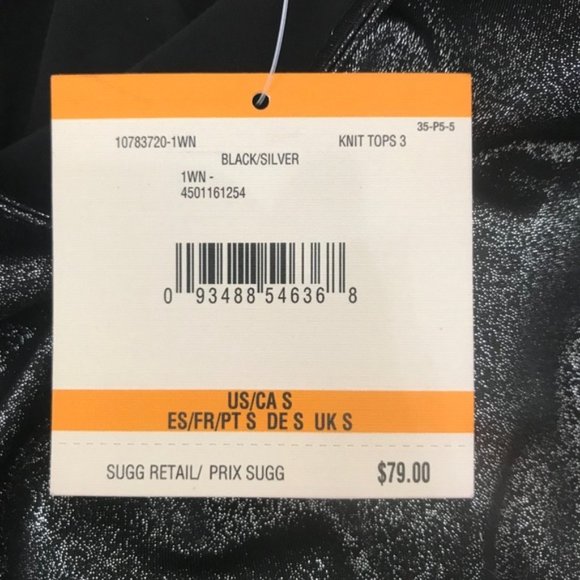 35-P5-5
10783720-1WN KNIT TOPS 3
BLACK/SILVER
1WN -
4501161254
0 93488 54636 8
US/CA S
ES/FR/PT S DE S UK S
SUGG RETAIL/ PRIX SUGG $79.00